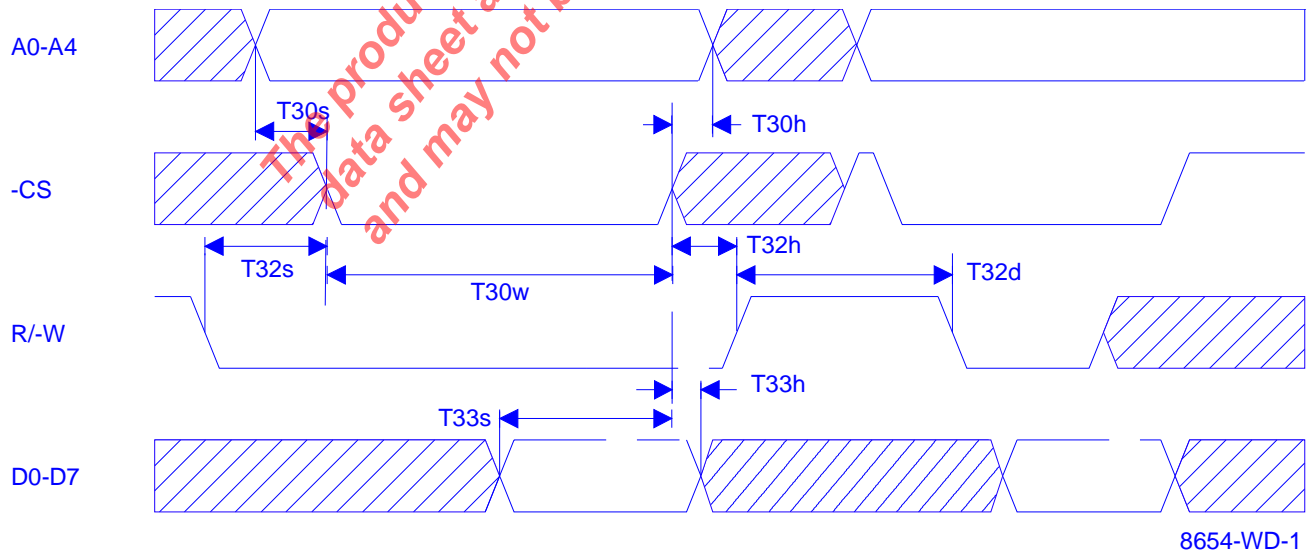 A0-A4
T30s
T30h
-CS
T32s
T30w
T32h
T32d
R/-W
T33s
T33h
D0-D7
8654-WD-1
The produ
data sheet a
and may not b